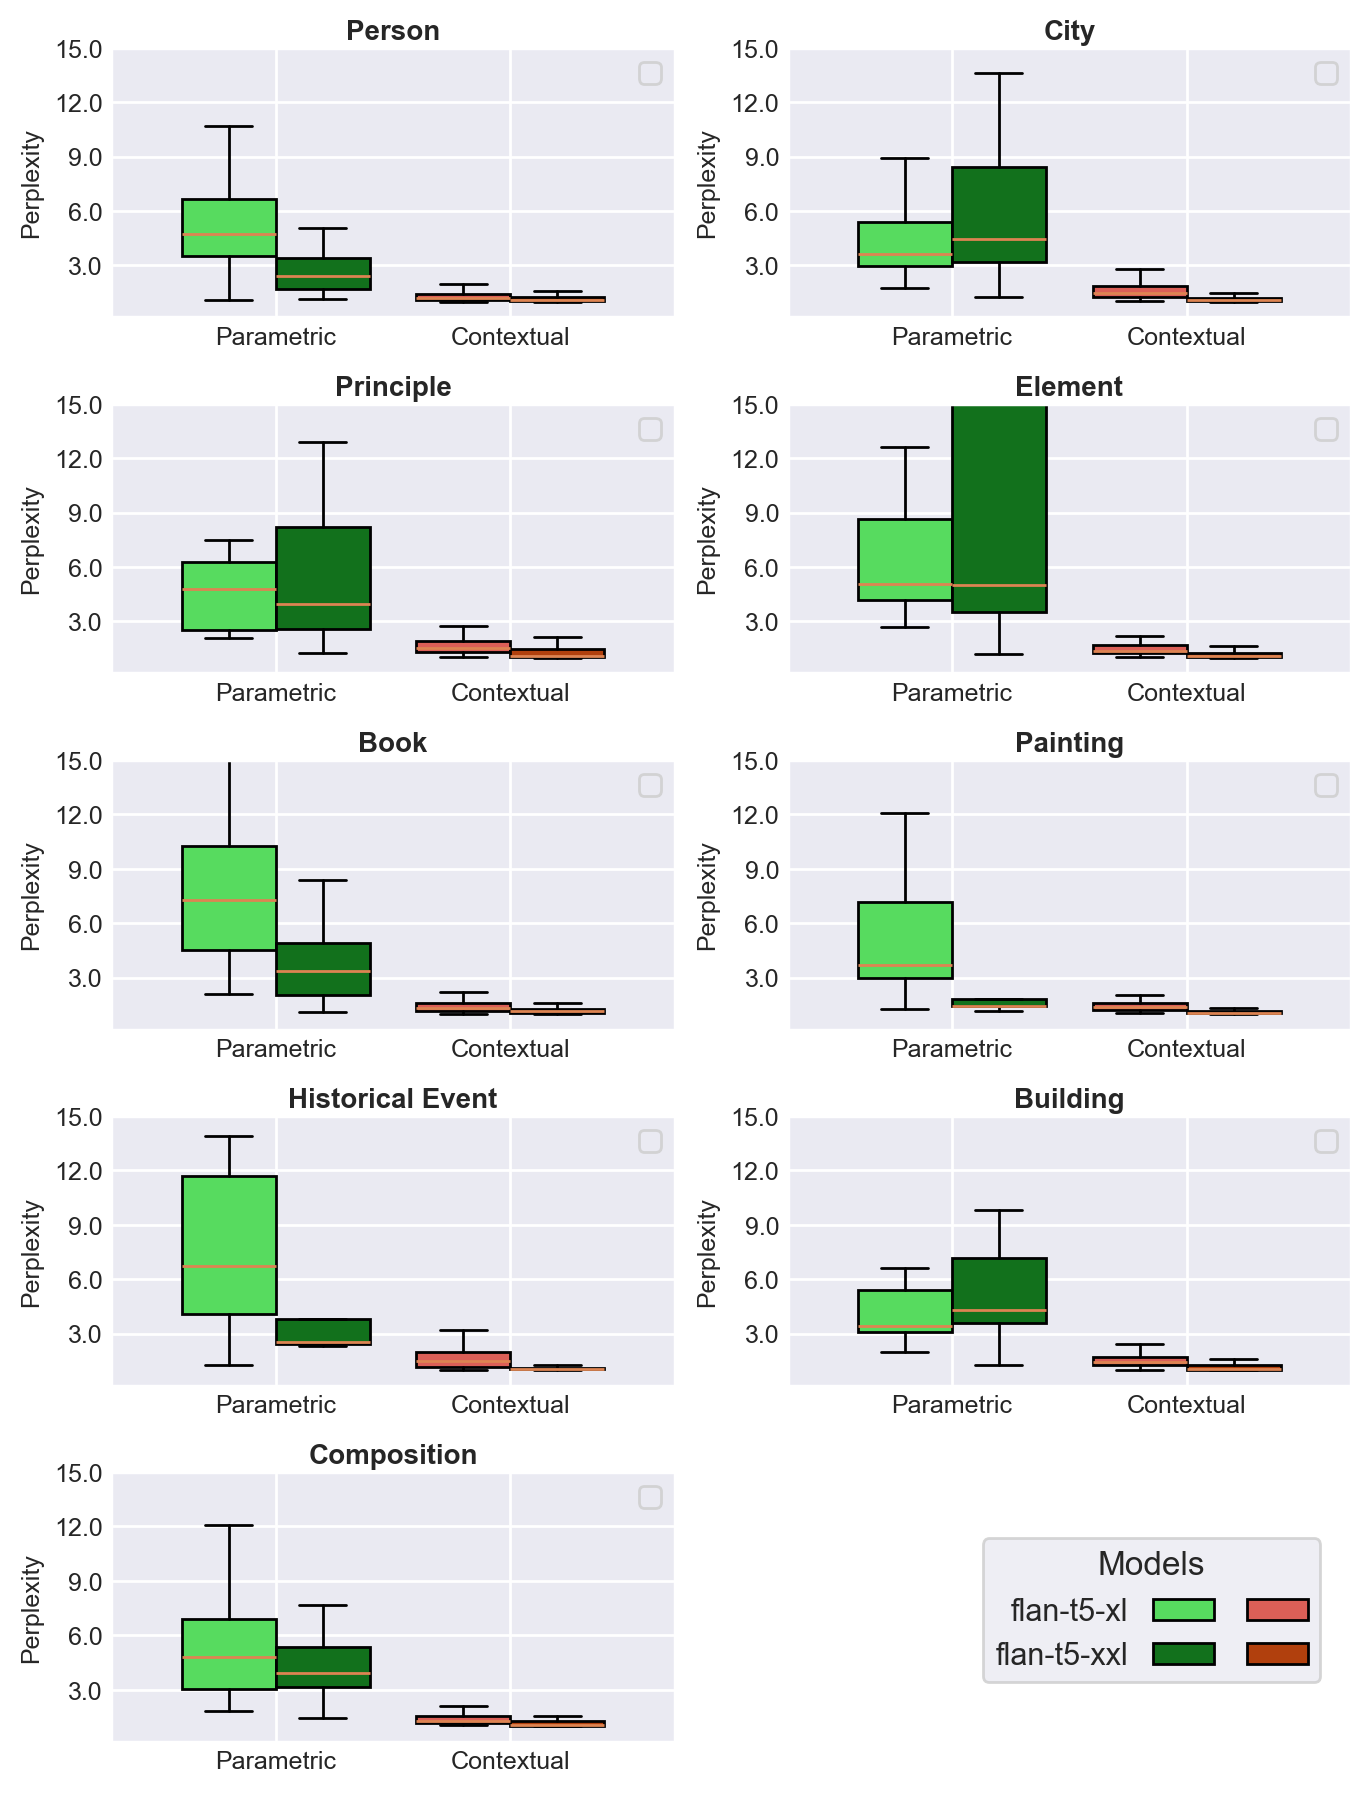 Person
15.0
12.0
9.0
6.0
3.0
Perplexity
Parametric
Contextual
City
15.0
12.0
9.0
6.0
3.0
Perplexity
Parametric
Contextual
Principle
15.0
12.0
9.0
6.0
3.0
Perplexity
Parametric
Contextual
Element
15.0
12.0
9.0
6.0
3.0
Perplexity
Parametric
Contextual
Book
15.0
12.0
9.0
6.0
3.0
Perplexity
Parametric
Contextual
Painting
15.0
12.0
9.0
6.0
3.0
Perplexity
Parametric
Contextual
Historical Event
15.0
12.0
9.0
6.0
3.0
Perplexity
Parametric
Contextual
Building
15.0
12.0
9.0
6.0
3.0
Perplexity
Parametric
Contextual
Composition
15.0
12.0
9.0
6.0
3.0
Perplexity
Parametric
Contextual
Models
flan-t5-xl
flan-t5-xxl